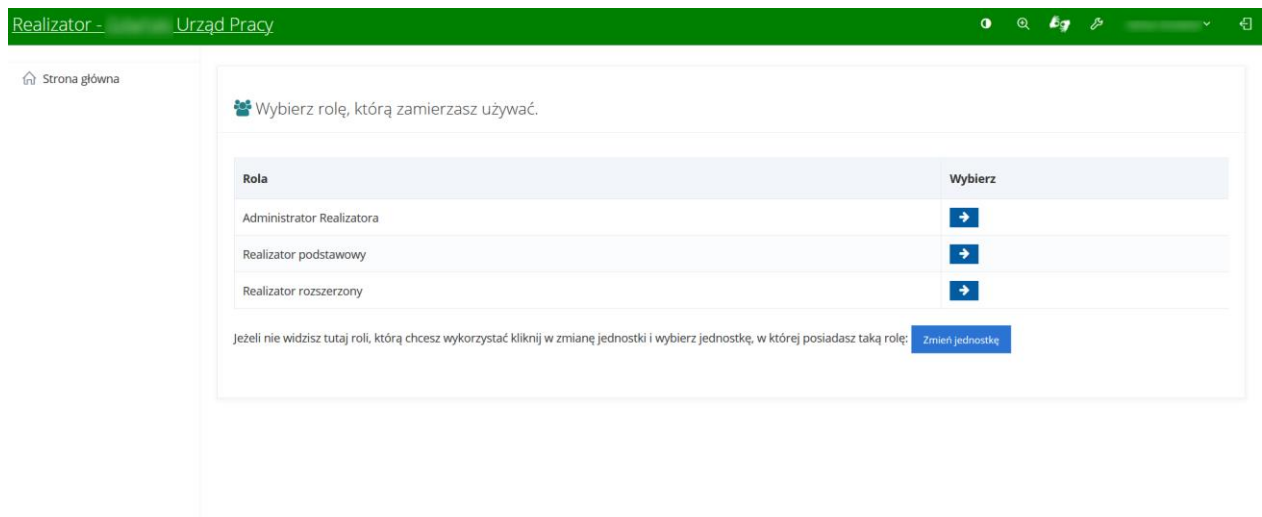 Realizator - Urząd Pracy
Strona główna
Wybierz rolę, którą zamierzasz używać.
Rola Wybierz
Administrator Realizatora
Realizator podstawowy
Realizator rozszerzony
Jeżeli nie widzisz tutaj roli, którą chcesz wykorzystać kliknij w zmianę jednostki i wybierz jednostkę, w której posiadasz taką rolę: Zmień jednostkę